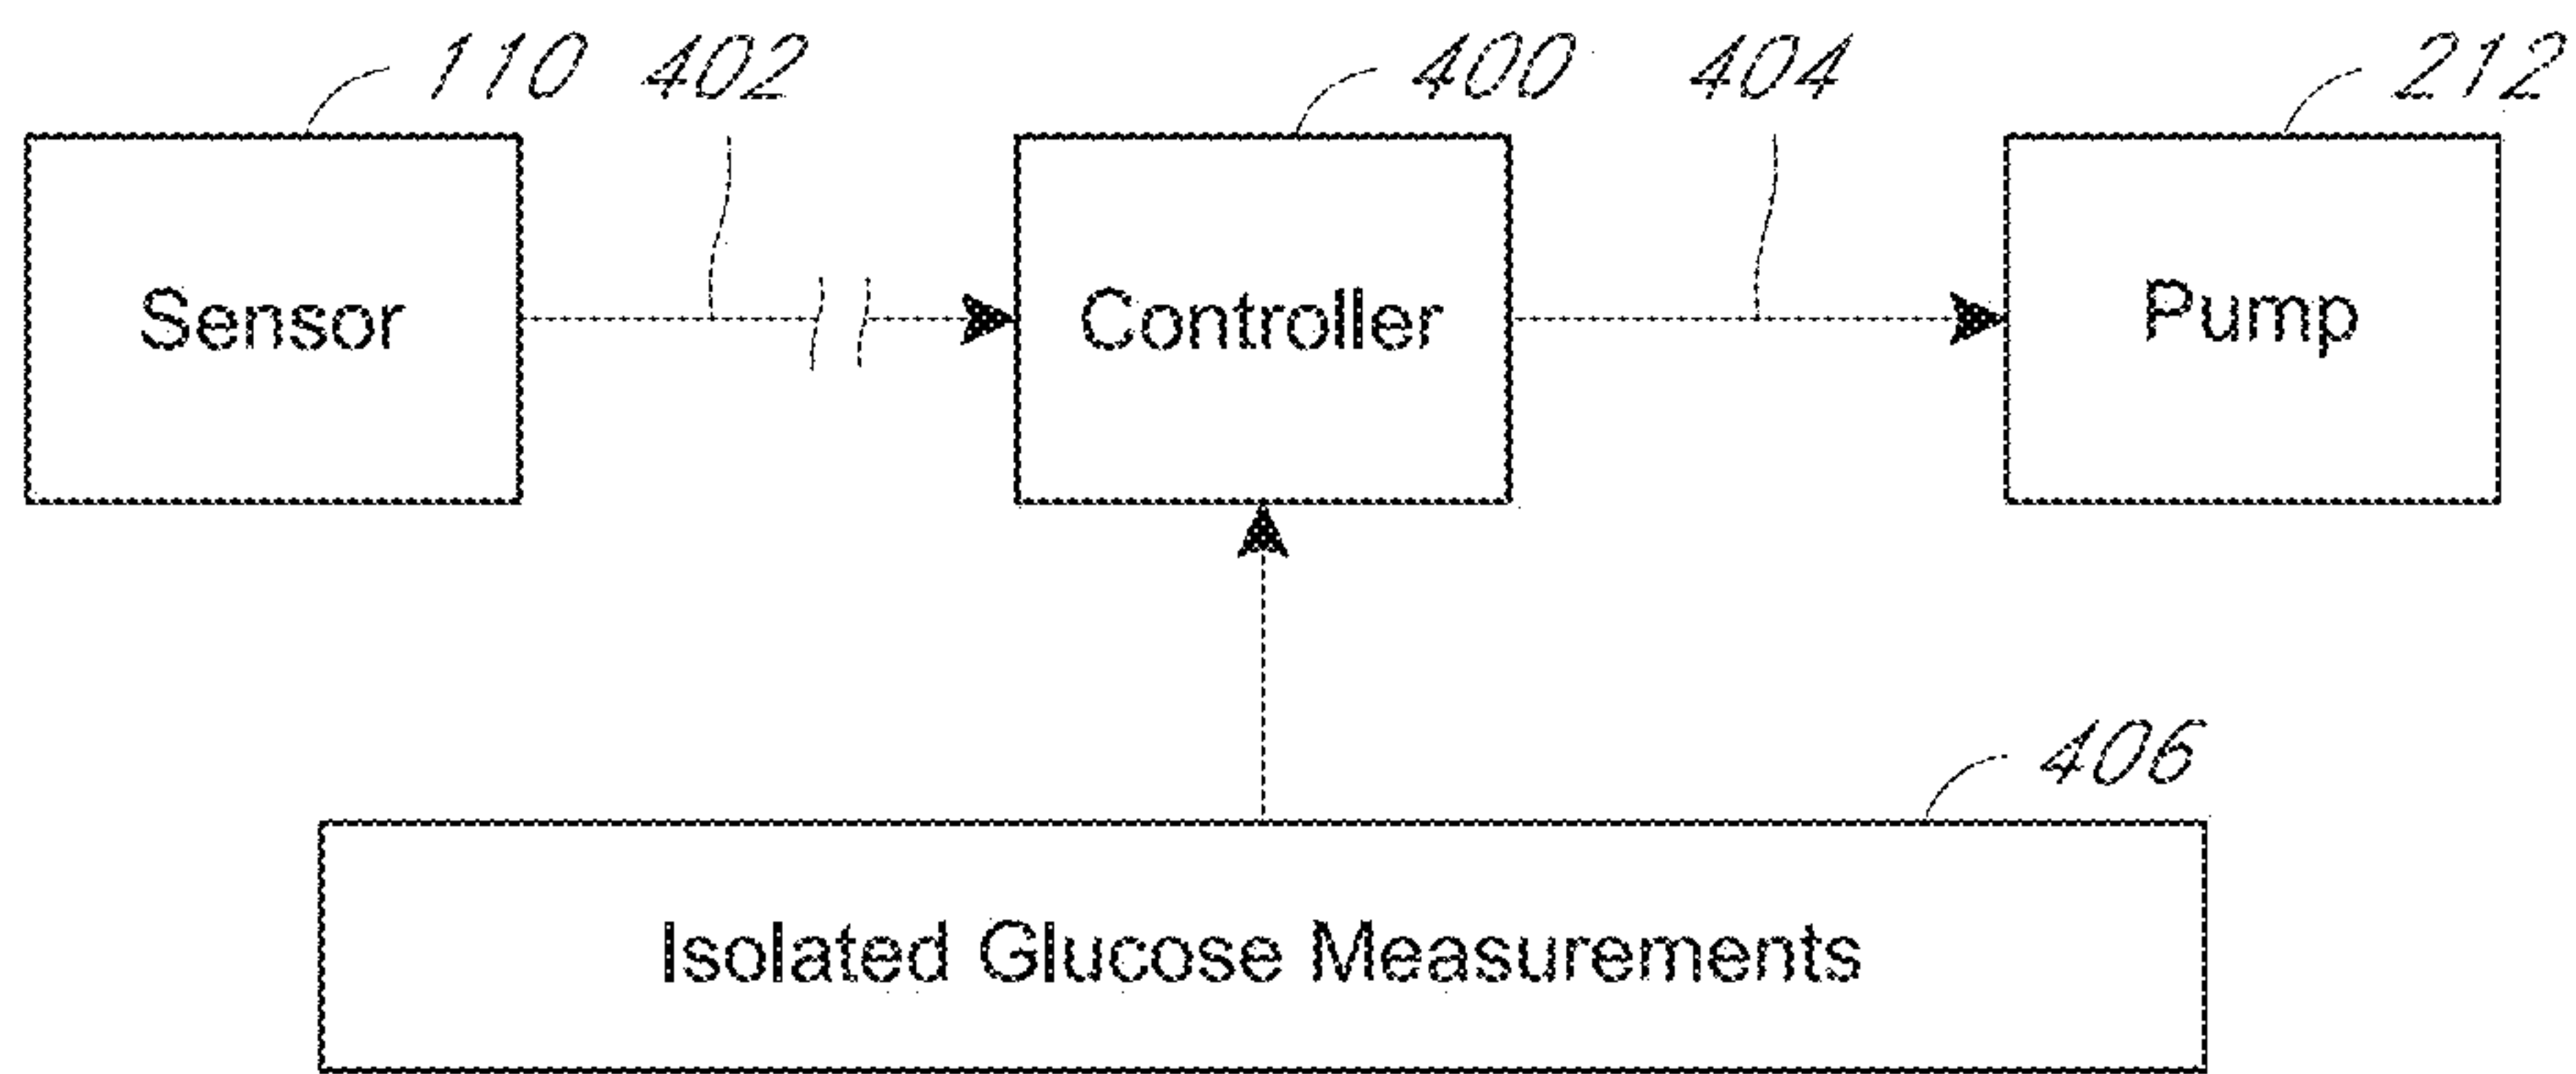 110 402 400 404 212
Sensor Controller Pump
406
Isolated Glucose Measurements